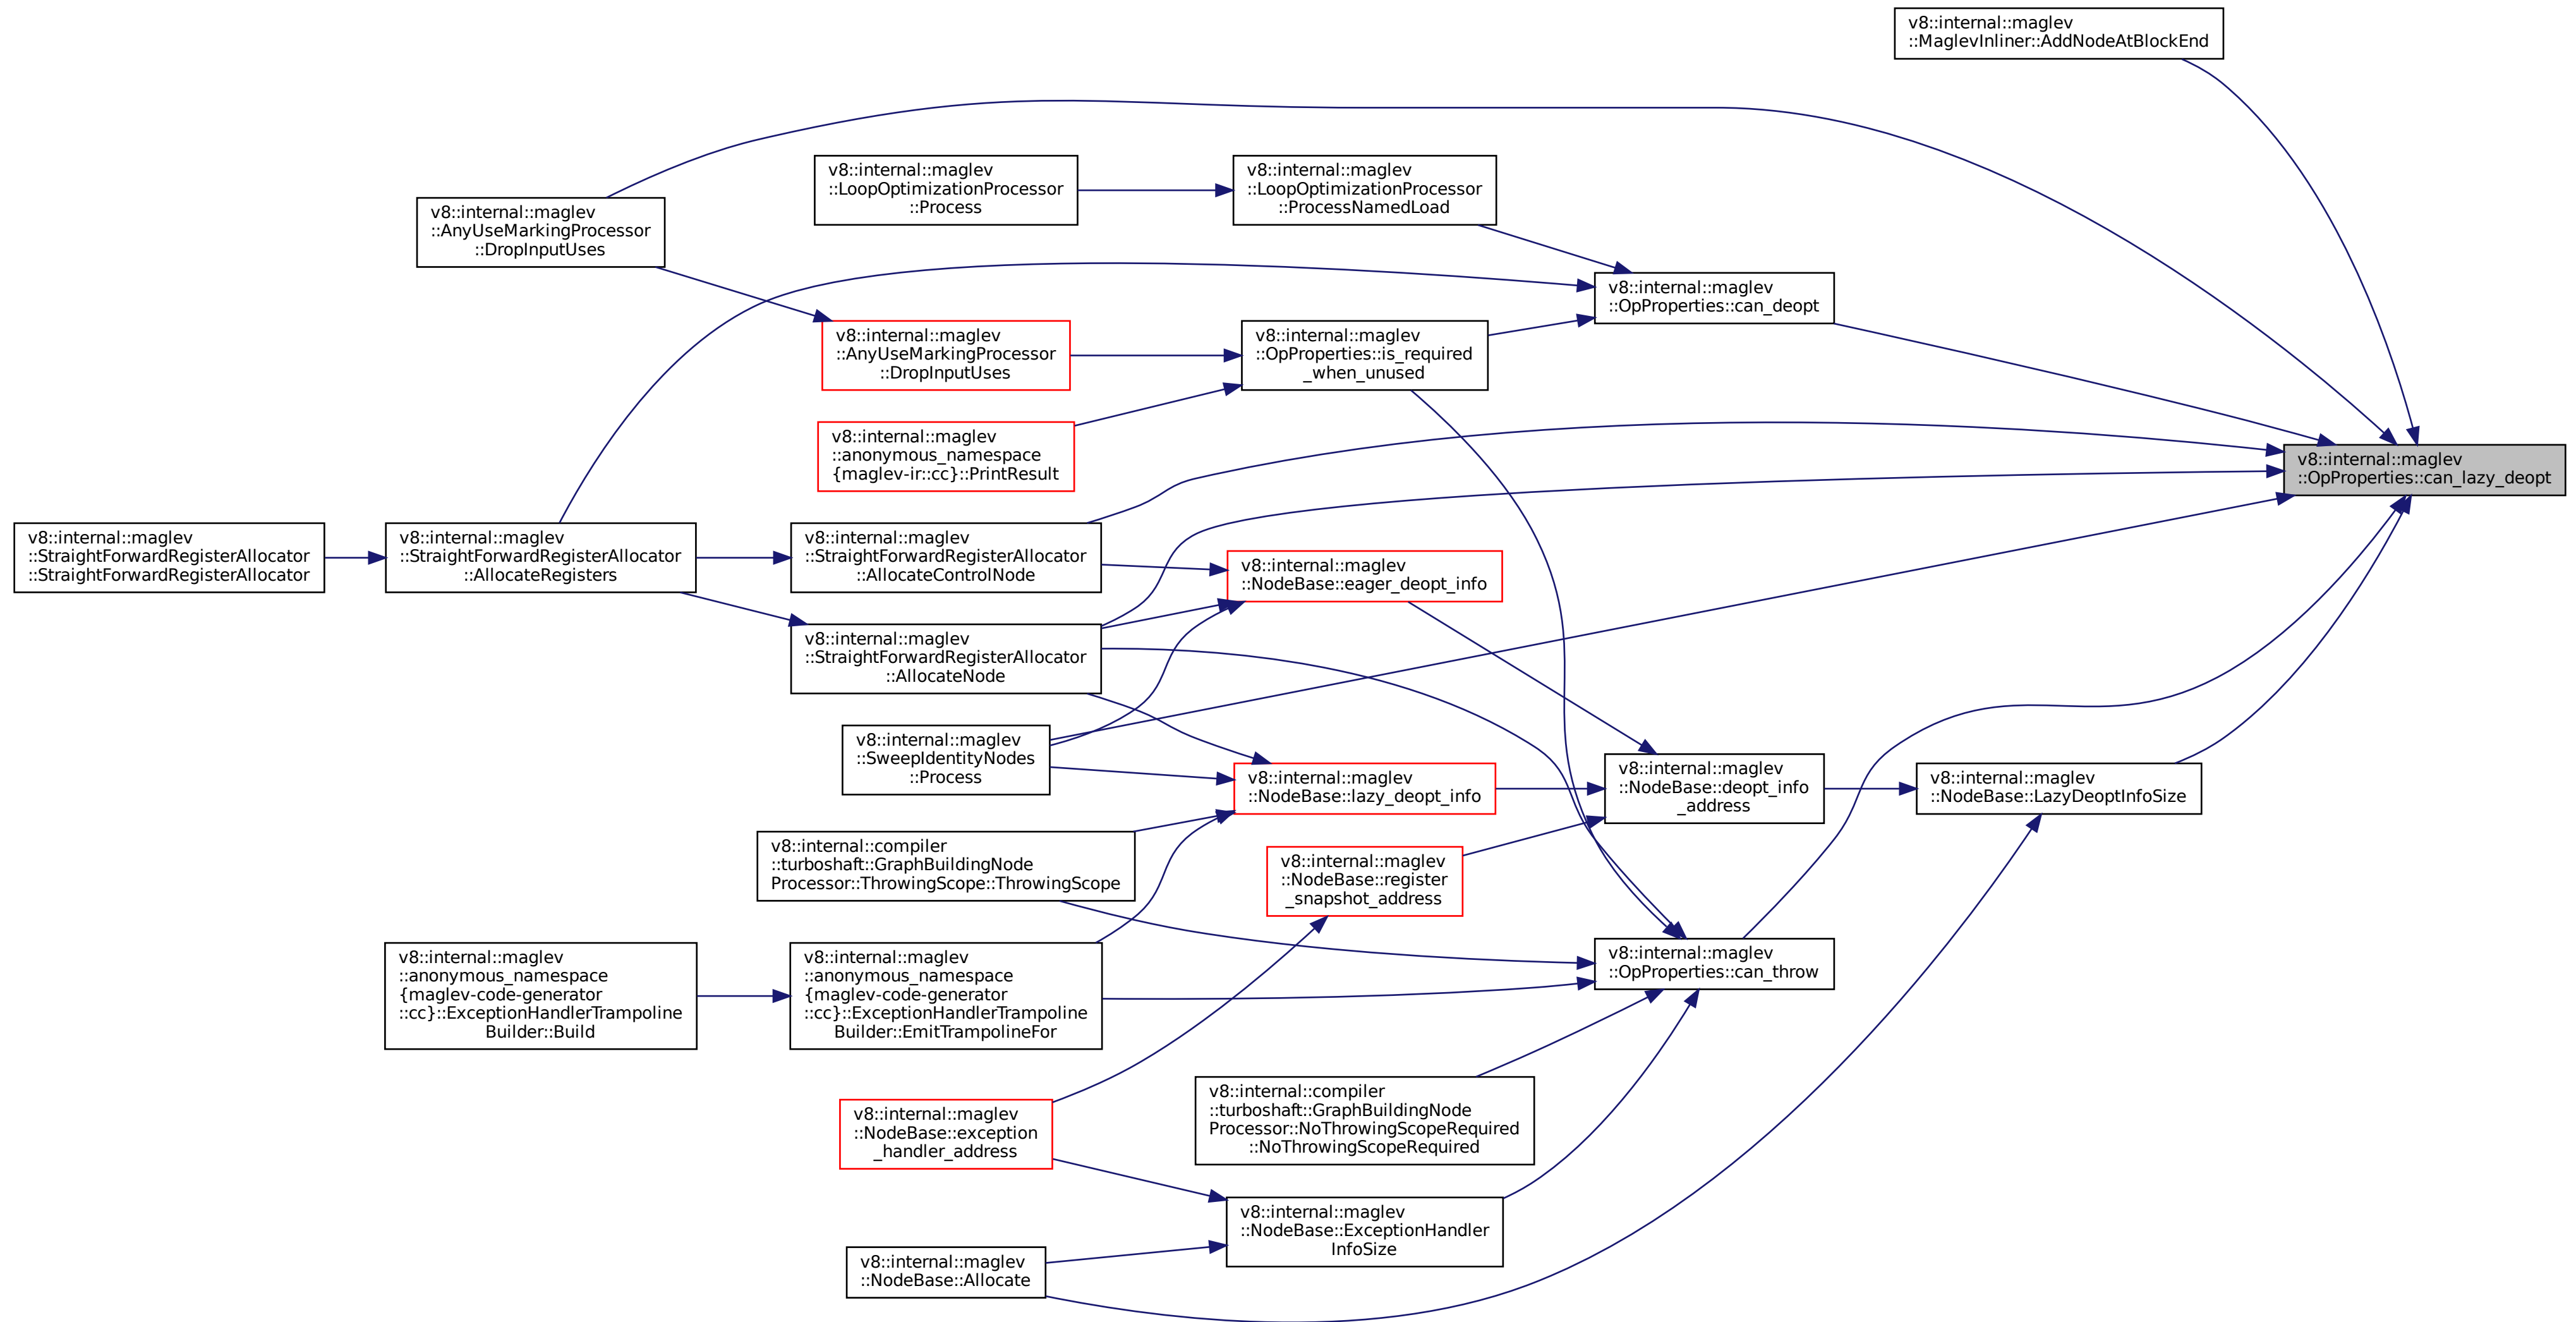 v8::internal::maglev
::MaglevInliner::AddNodeAtBlockEnd
v8::internal::maglev
::LoopOptimizationProcessor
::Process
v8::internal::maglev
::LoopOptimizationProcessor
::ProcessNamedLoad
v8::internal::maglev
::AnyUseMarkingProcessor
::DropInputUses
v8::internal::maglev
::OpProperties::can_deopt
v8::internal::maglev
::AnyUseMarkingProcessor
::DropInputUses
v8::internal::maglev
::OpProperties::is_required
_when_unused
v8::internal::maglev
::anonymous_namespace
{maglev-ir::cc}::PrintResult
v8::internal::maglev
::OpProperties::can_lazy_deopt
v8::internal::maglev
::StraightForwardRegisterAllocator
::StraightForwardRegisterAllocator
v8::internal::maglev
::StraightForwardRegisterAllocator
::AllocateRegisters
v8::internal::maglev
::StraightForwardRegisterAllocator
::AllocateControlNode
v8::internal::maglev
::NodeBase::eager_deopt_info
v8::internal::maglev
::StraightForwardRegisterAllocator
::AllocateNode
v8::internal::maglev
::SweepIdentityNodes
::Process
v8::internal::maglev
::NodeBase::lazy_deopt_info
v8::internal::maglev
::NodeBase::deopt_info
_address
v8::internal::maglev
::NodeBase::LazyDeoptInfoSize
v8::internal::compiler
::turboshaft::GraphBuildingNode
Processor::ThrowingScope::ThrowingScope
v8::internal::maglev
::NodeBase::register
_snapshot_address
v8::internal::maglev
::anonymous_namespace
{maglev-code-generator
::cc}::ExceptionHandlerTrampoline
Builder::Build
v8::internal::maglev
::anonymous_namespace
{maglev-code-generator
::cc}::ExceptionHandlerTrampoline
Builder::EmitTrampolineFor
v8::internal::maglev
::OpProperties::can_throw
v8::internal::compiler
::turboshaft::GraphBuildingNode
Processor::NoThrowingScopeRequired
::NoThrowingScopeRequired
v8::internal::maglev
::NodeBase::exception
_handler_address
v8::internal::maglev
::NodeBase::ExceptionHandler
InfoSize
v8::internal::maglev
::NodeBase::Allocate